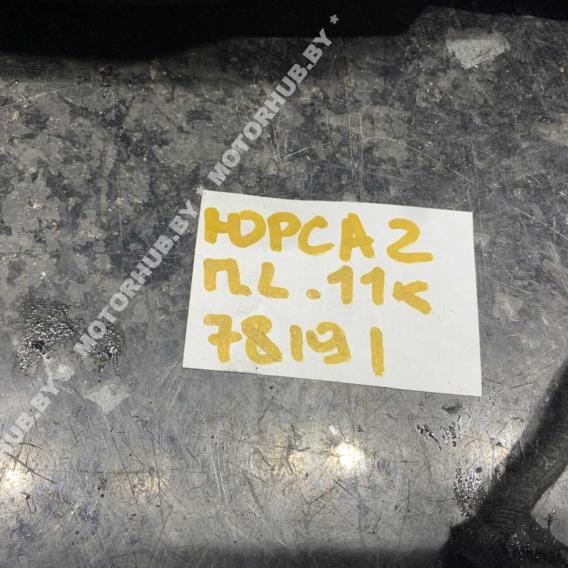 * MOTORHUB.BY * MOTORHUB.BY * MOTORHUB.BY *
ЮРСА 2
П.L.11к
78191